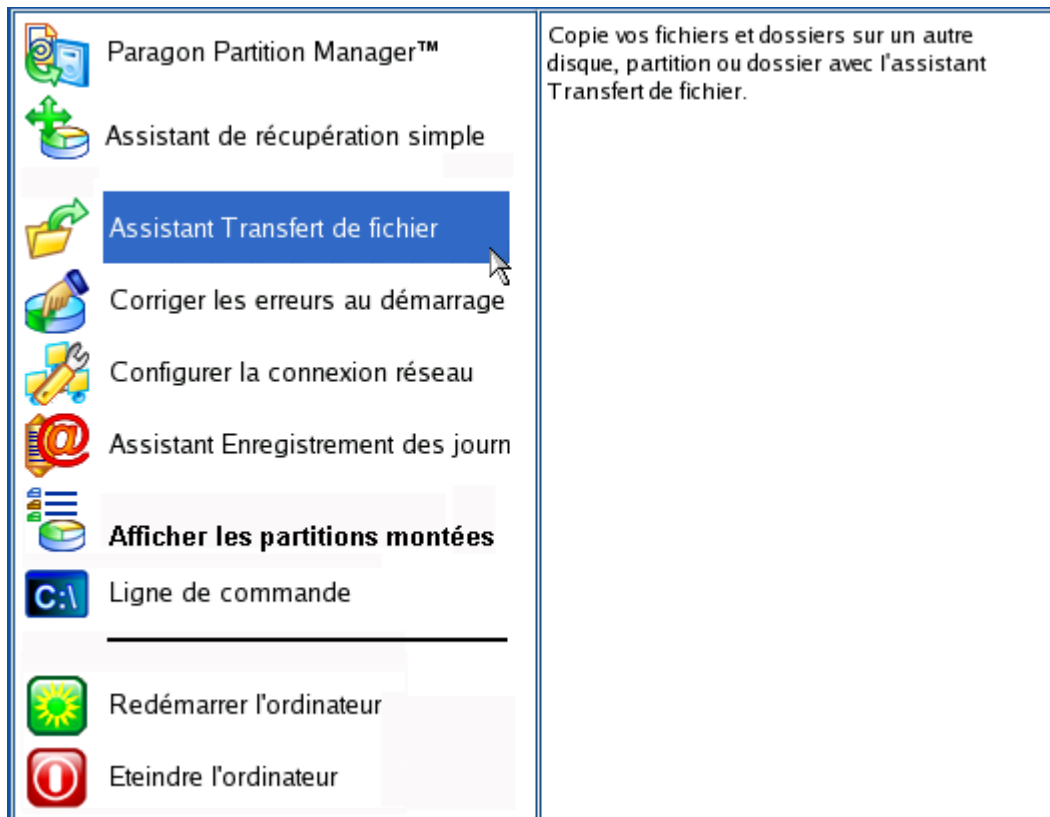 Paragon Partition Manager™
Assistant de récupération simple
Assistant Transfert de fichier
Corriger les erreurs au démarrage
Configurer la connexion réseau
Assistant Enregistrement des journ
Afficher les partitions montées
C:\ Ligne de commande
Redémarrer l'ordinateur
Eteindre l'ordinateur
Copie vos fichiers et dossiers sur un autre
disque, partition ou dossier avec l'assistant
Transfert de fichier.